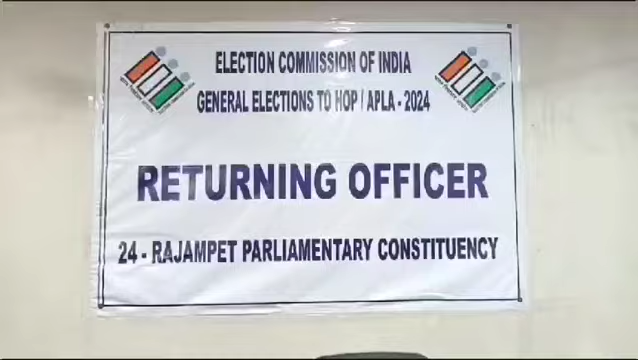 ELECTION COMMISSION OF INDIA
GENERAL ELECTIONS TO HOP / APLA - 2024
RETURNING OFFICER
24 - RAJAMPET PARLIAMENTARY CONSTITUENCY